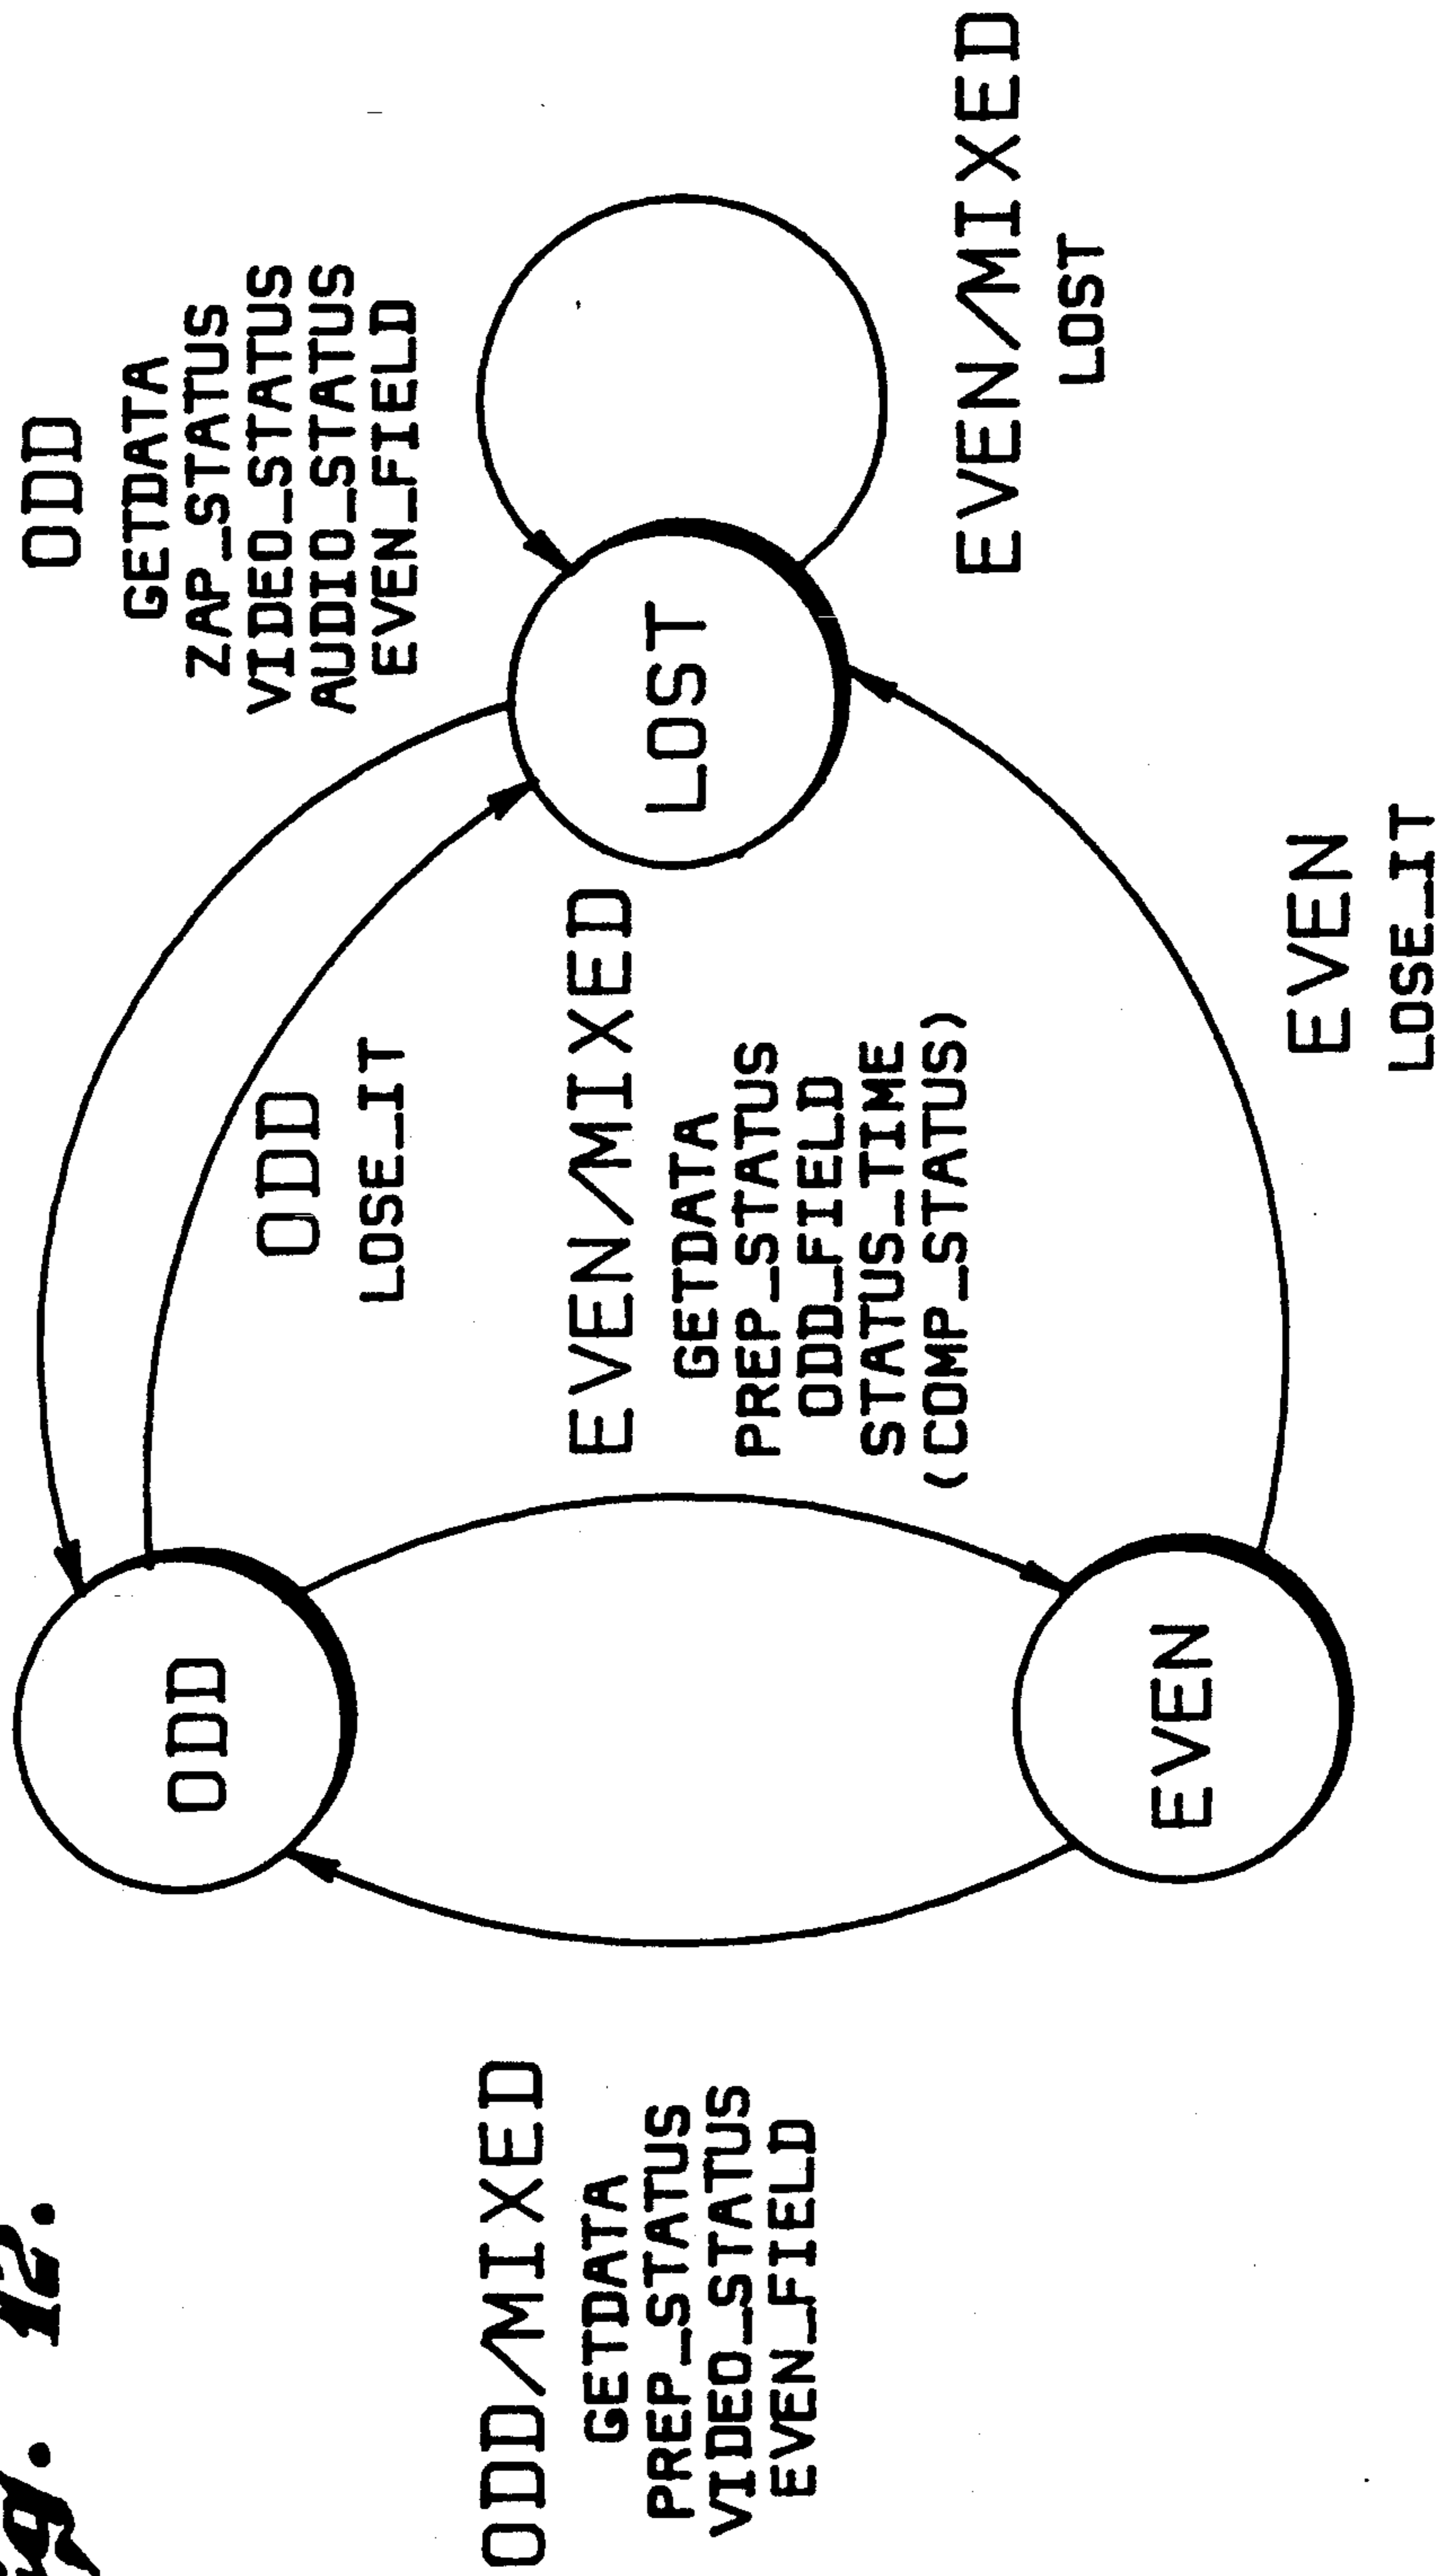 12.
ODD
GETDATA
ZAP_STATUS
VIDEO_STATUS
AUDIO_STATUS
EVEN_FIELD
ODD
ODD
LOSE_IT
LOST
ODD/MIXED
GETDATA
PREP_STATUS
VIDEO_STATUS
EVEN_FIELD
EVEN/MIXED
GETDATA
PREP_STATUS
ODD_FIELD
STATUS_TIME
(COMP_STATUS)
EVEN/MIXED
LOST
EVEN
EVEN
LOSE_IT